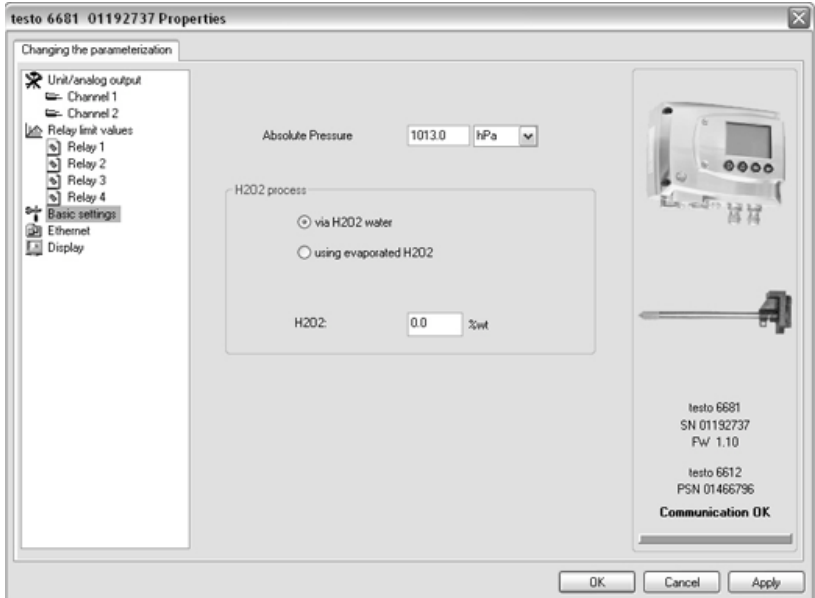 testo 6681 01192737 Properties
Changing the parameterization
Unit/analog output
Channel 1
Channel 2
Relay limit values
Relay 1
Relay 2
Relay 3
Relay 4
Basic settings
Ethernet
Display
Absolute Pressure 1013.0 hPa
H2O2 process
via H2O2 water
using evaporated H2O2
H2O2: 0.0 %wt
testo 6681
SN 01192737
FW 1.10
testo 6612
PSN 01466796
Communication OK
OK Cancel Apply